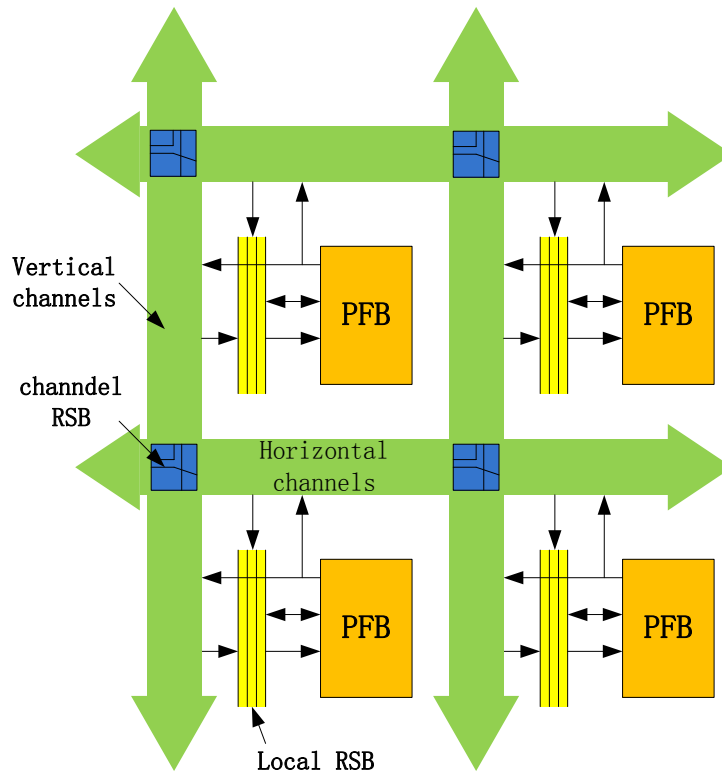 Vertical
channels
PFB
PFB
channdel
RSB
Horizontal
channels
PFB
PFB
Local RSB